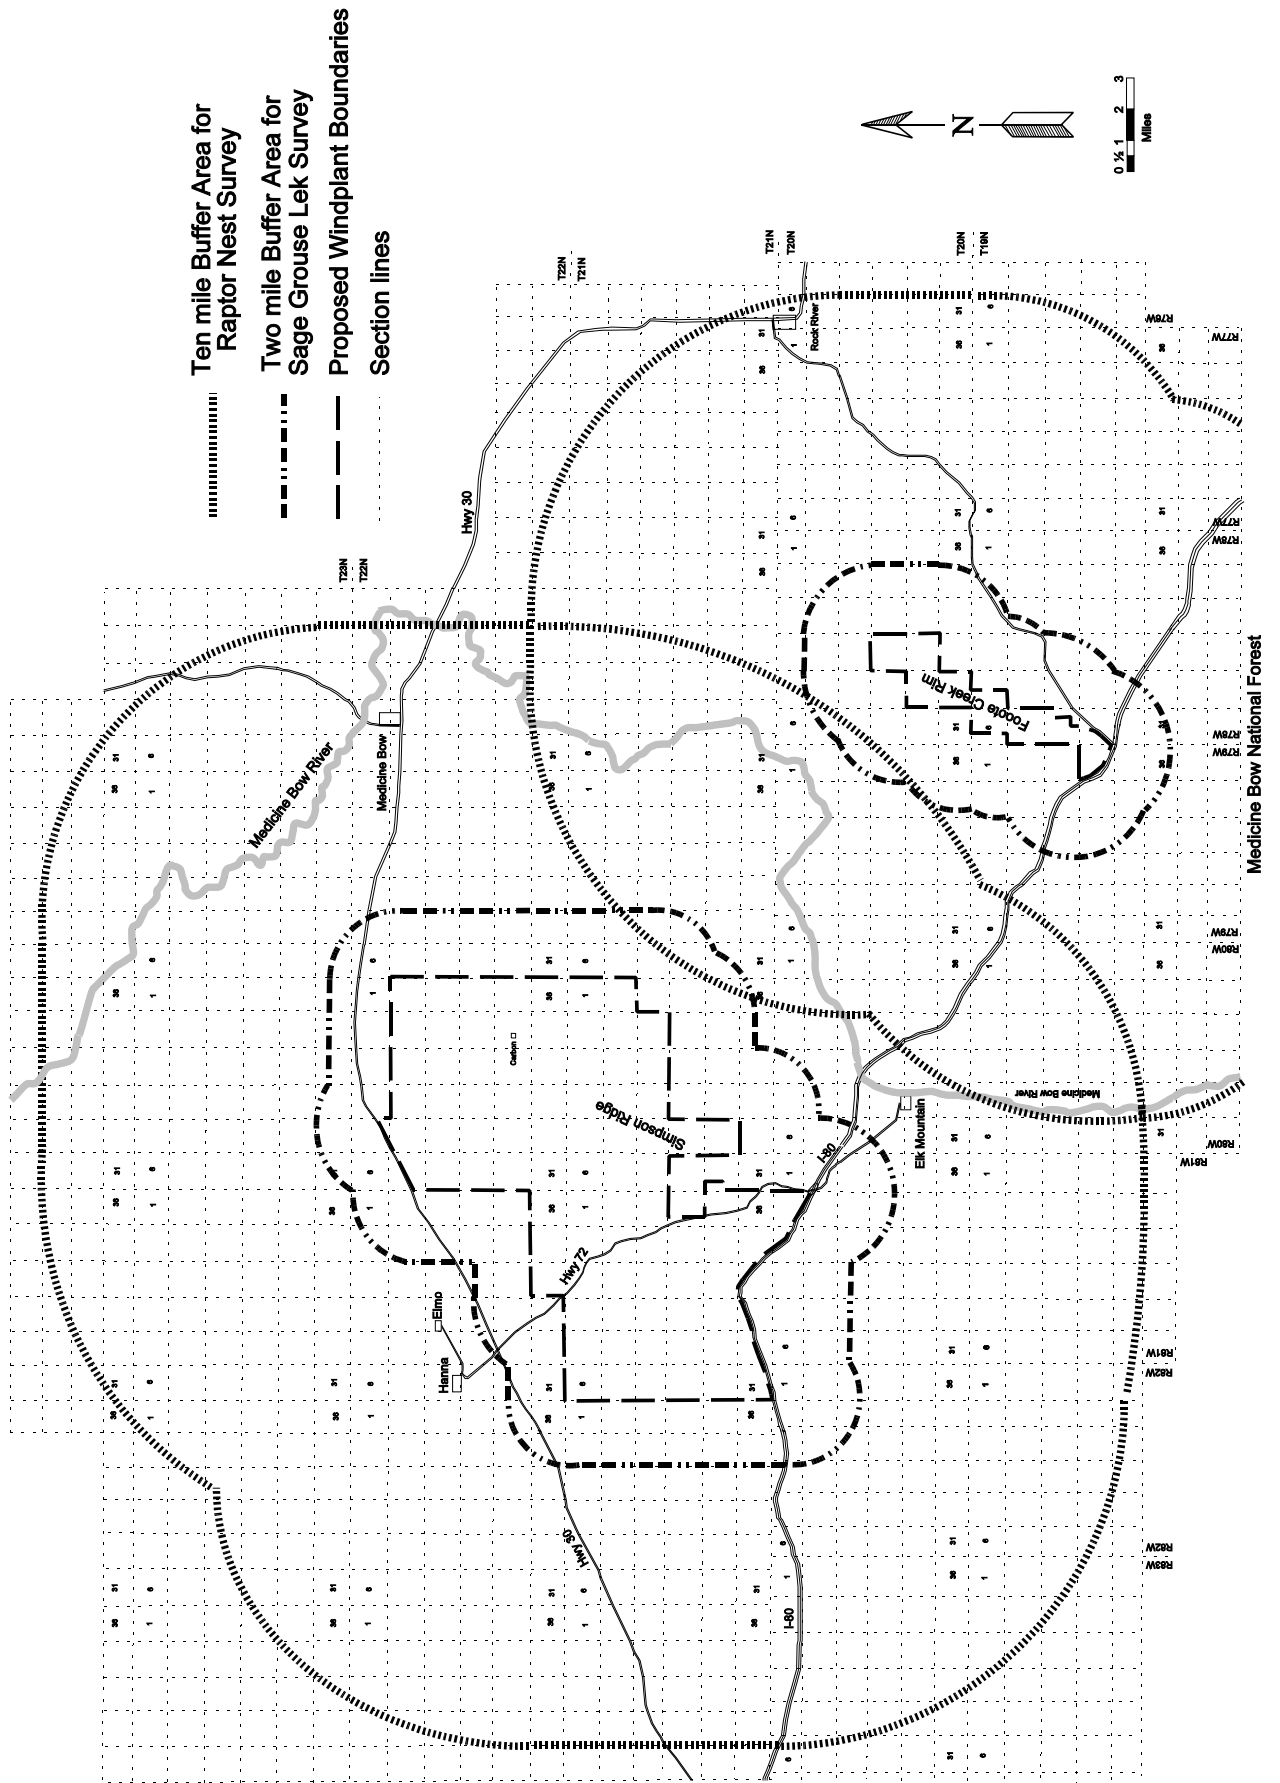 Ten mile Buffer Area for
Raptor Nest Survey
Two mile Buffer Area for
Sage Grouse Lek Survey
Proposed Windplant Boundaries
Section lines
N
0 ½ 1 2 3
Miles
T23N
T22N
T22N
T21N
T21N
T20N
T20N
T19N
Hwy 30
Medicine Bow River
Medicine Bow
Rock River
Carbon
Simpson Ridge
Foote Creek Rim
Elmo
Hanna
Hwy 72
Hwy 30
I-80
I-80
Elk Mountain
Medicine Bow River
R76W
R77W
R77W
R78W
R78W
R79W
R79W
R80W
R80W
R81W
R81W
R82W
R82W
R83W
Medicine Bow National Forest